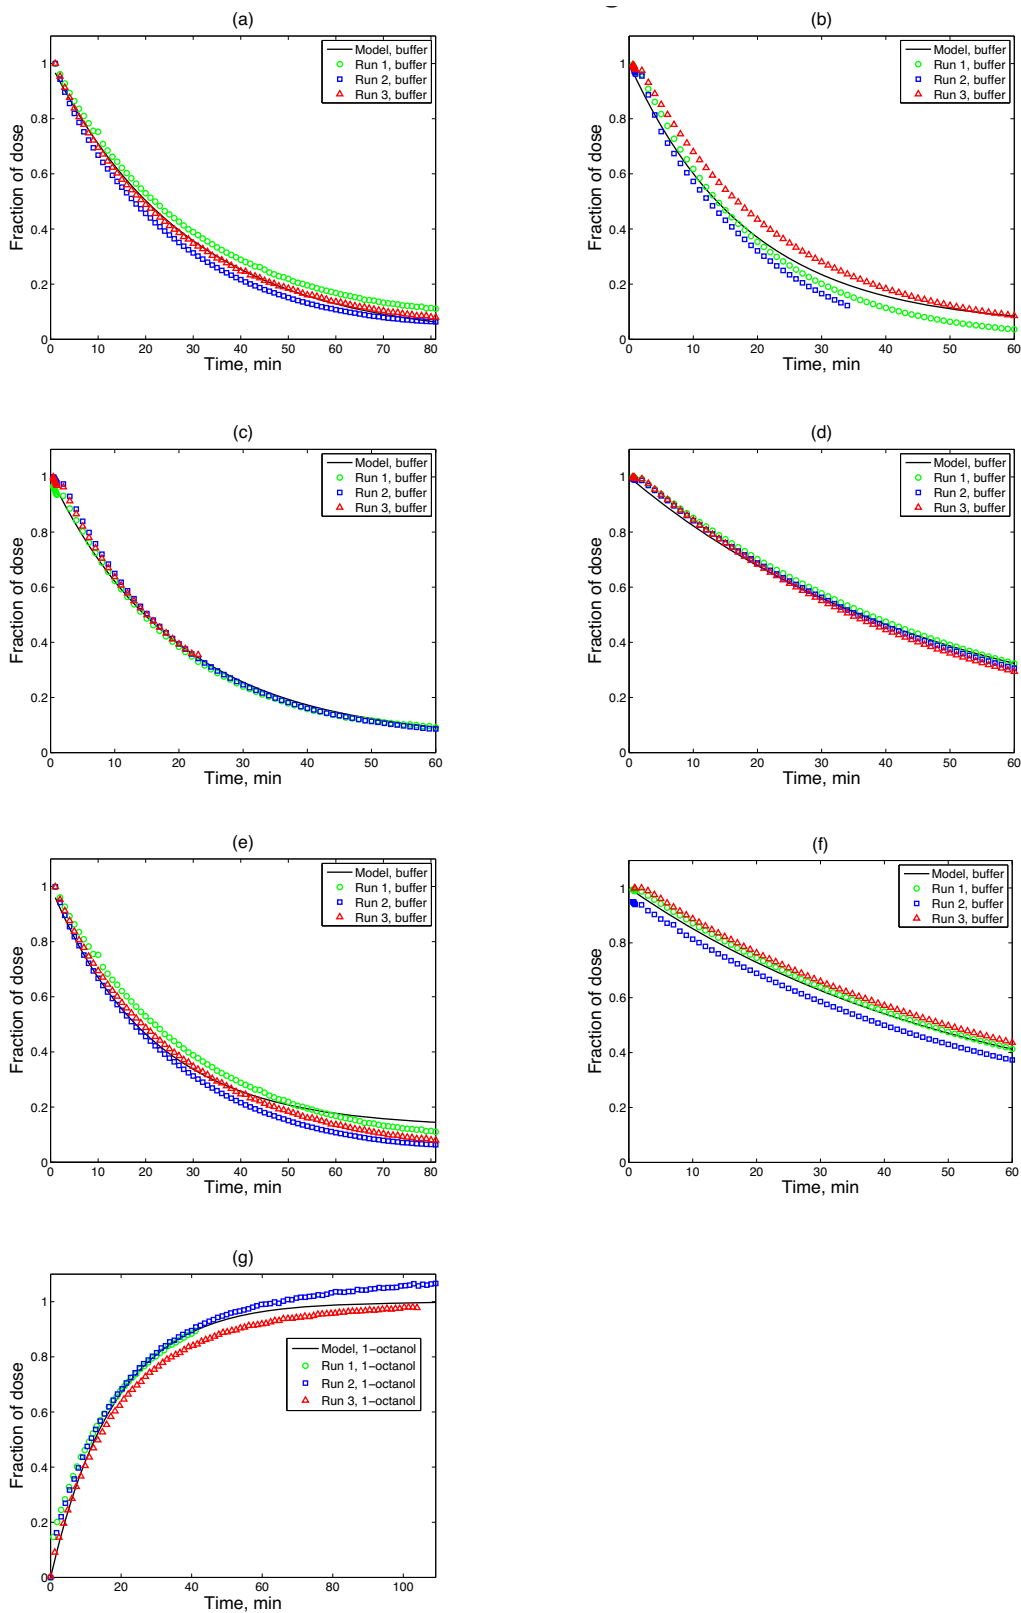 (a)
Model, buffer
Run 1, buffer
Run 2, buffer
Run 3, buffer
Fraction of dose
1
0.8
0.6
0.4
0.2
0
0 10 20 30 40 50 60 70 80
Time, min
(b)
Model, buffer
Run 1, buffer
Run 2, buffer
Run 3, buffer
Fraction of dose
1
0.8
0.6
0.4
0.2
0
0 10 20 30 40 50 60
Time, min
(c)
Model, buffer
Run 1, buffer
Run 2, buffer
Run 3, buffer
Fraction of dose
1
0.8
0.6
0.4
0.2
0
0 10 20 30 40 50 60
Time, min
(d)
Model, buffer
Run 1, buffer
Run 2, buffer
Run 3, buffer
Fraction of dose
1
0.8
0.6
0.4
0.2
0
0 10 20 30 40 50 60
Time, min
(e)
Model, buffer
Run 1, buffer
Run 2, buffer
Run 3, buffer
Fraction of dose
1
0.8
0.6
0.4
0.2
0
0 10 20 30 40 50 60 70 80
Time, min
(f)
Model, buffer
Run 1, buffer
Run 2, buffer
Run 3, buffer
Fraction of dose
1
0.8
0.6
0.4
0.2
0
0 10 20 30 40 50 60
Time, min
(g)
Model, 1−octanol
Run 1, 1−octanol
Run 2, 1−octanol
Run 3, 1−octanol
Fraction of dose
1
0.8
0.6
0.4
0.2
0
0 20 40 60 80 100
Time, min